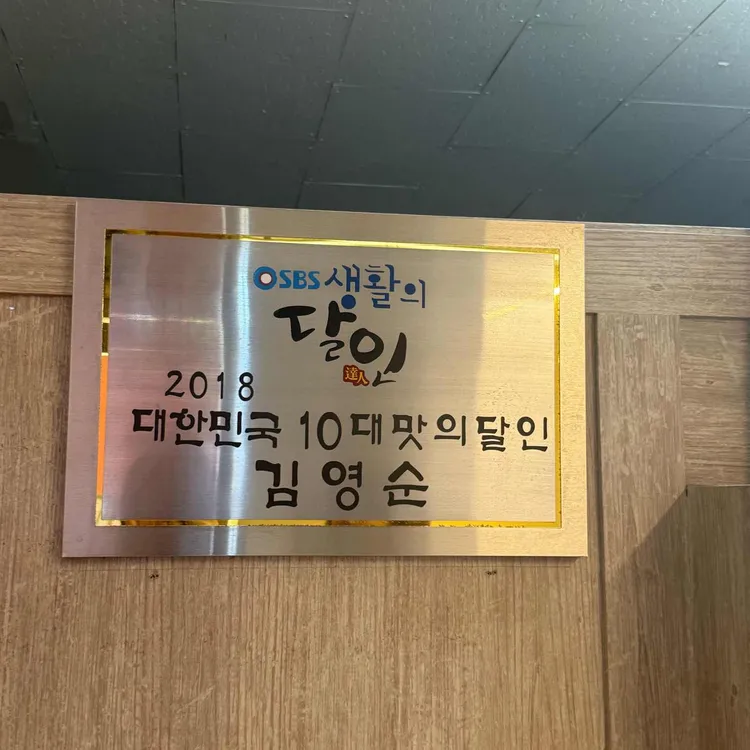 SBS 생활의
달인
達人
2018
대한민국 10대맛의달인
김영순